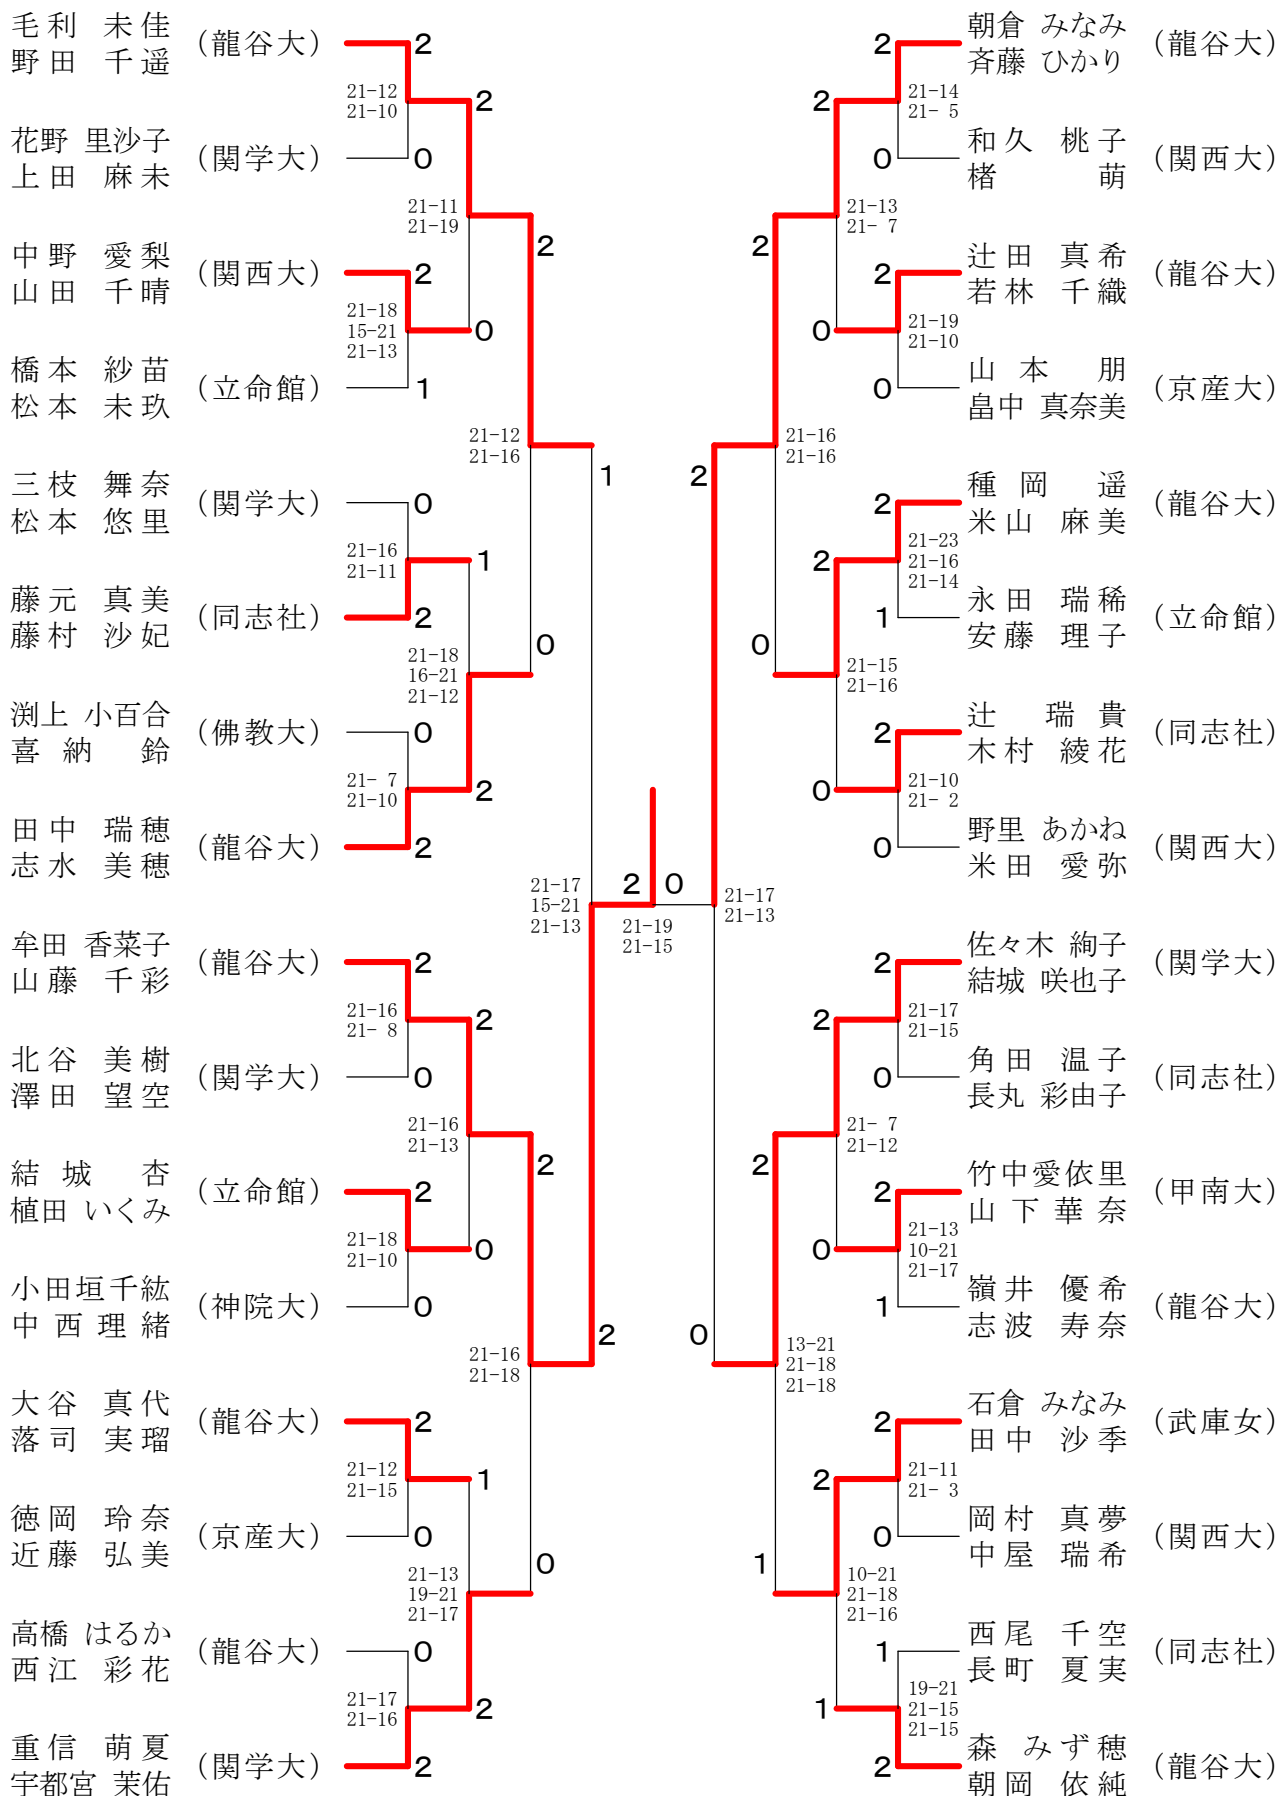 毛利 未佳
野田 千遥
(龍谷大)
2
21-12
21-10
2
花野 里沙子
上田 麻未
(関学大)
0
21-11
21-19
2
中野 愛梨
山田 千晴
(関西大)
2
21-18
15-21
21-13
0
橋本 紗苗
松本 未玖
(立命館)
1
21-12
21-16
1
三枝 舞奈
松本 悠里
(関学大)
0
21-16
21-11
1
藤元 真美
藤村 沙妃
(同志社)
2
21-18
16-21
21-12
0
渕上 小百合
喜納 鈴
(佛教大)
0
21- 7
21-10
2
田中 瑞穂
志水 美穂
(龍谷大)
2
21-17
15-21
21-13
2
0
21-19
21-15
牟田 香菜子
山藤 千彩
(龍谷大)
2
21-16
21- 8
2
北谷 美樹
澤田 望空
(関学大)
0
21-16
21-13
2
結城 杏
植田 いくみ
(立命館)
2
21-18
21-10
0
小田垣千紘
中西理緒
(神院大)
0
21-16
21-18
2
大谷 真代
落司 実瑠
(龍谷大)
2
21-12
21-15
1
徳岡 玲奈
近藤 弘美
(京産大)
0
21-13
19-21
21-17
0
高橋 はるか
西江 彩花
(龍谷大)
0
21-17
21-16
2
重信 萌夏
宇都宮 茉佑
(関学大)
2
朝倉 みなみ
斉藤 ひかり
(龍谷大)
2
21-14
21- 5
2
和久 桃子
楮 萌
(関西大)
0
21-13
21- 7
2
辻田 真希
若林 千織
(龍谷大)
2
21-19
21-10
0
山本 朋
畠中 真奈美
(京産大)
0
21-16
21-16
2
種岡 遥
米山 麻美
(龍谷大)
2
21-23
21-16
21-14
2
永田 瑞稀
安藤 理子
(立命館)
1
21-15
21-16
0
辻 瑞貴
木村 綾花
(同志社)
2
21-10
21- 2
0
野里 あかね
米田 愛弥
(関西大)
0
21-17
21-13
佐々木 絢子
結城 咲也子
(関学大)
2
21-17
21-15
2
角田 温子
長丸 彩由子
(同志社)
0
21- 7
21-12
2
竹中愛依里
山下華奈
(甲南大)
2
21-13
10-21
21-17
0
嶺井 優希
志波 寿奈
(龍谷大)
1
13-21
21-18
21-18
0
石倉 みなみ
田中 沙季
(武庫女)
2
21-11
21- 3
2
岡村 真夢
中屋 瑞希
(関西大)
0
10-21
21-18
21-16
1
西尾 千空
長町 夏実
(同志社)
1
19-21
21-15
21-15
1
森 みず穂
朝岡 依純
(龍谷大)
2